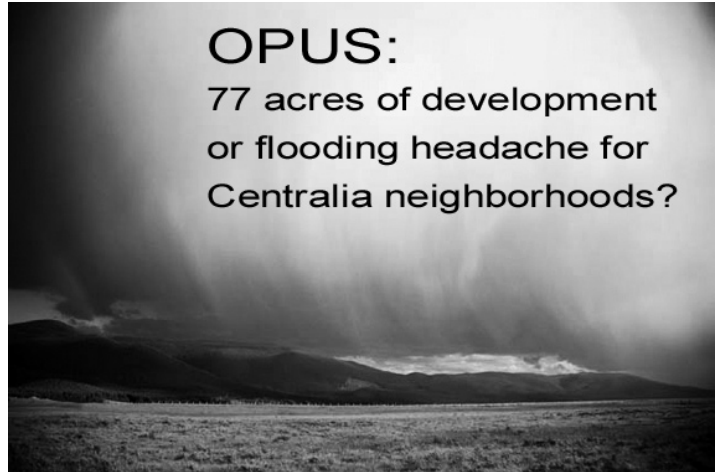 OPUS:
77 acres of development
or flooding headache for
Centralia neighborhoods?